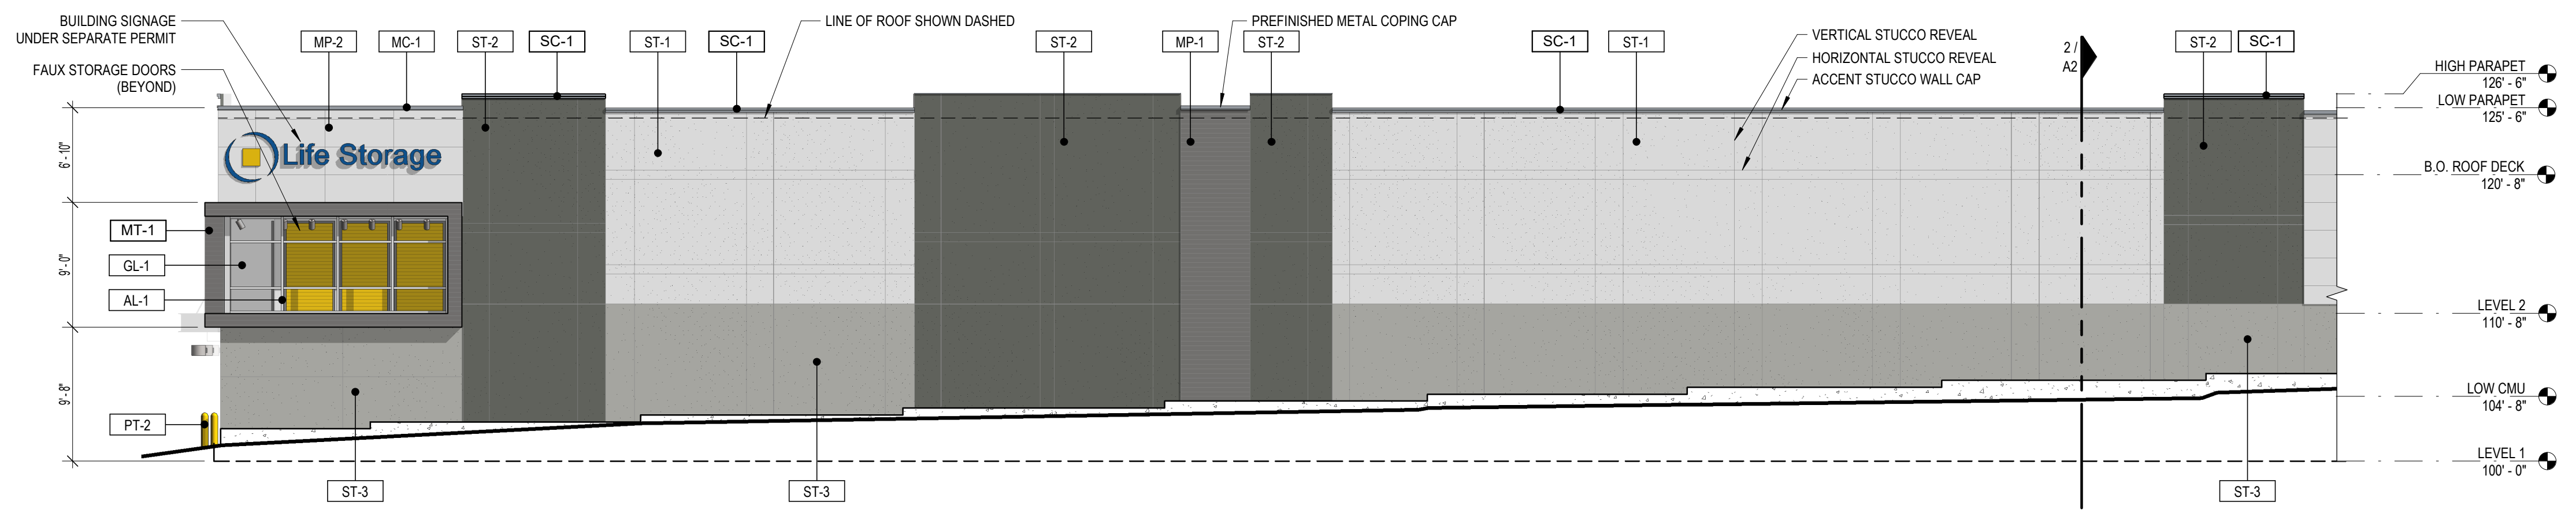 BUILDING SIGNAGE
UNDER SEPARATE PERMIT
FAUX STORAGE DOORS
(BEYOND)
MP-2
MC-1
ST-2
SC-1
ST-1
SC-1
LINE OF ROOF SHOWN DASHED
ST-2
MP-1
PREFINISHED METAL COPING CAP
ST-2
SC-1
ST-1
VERTICAL STUCCO REVEAL
HORIZONTAL STUCCO REVEAL
ACCENT STUCCO WALL CAP
2 /
A2
ST-2
SC-1
HIGH PARAPET
126' - 6"
LOW PARAPET
125' - 6"
B.O. ROOF DECK
120' - 8"
LEVEL 2
110' - 8"
LOW CMU
104' - 8"
LEVEL 1
100' - 0"
6' - 10"
9' - 0"
9' - 8"
Life Storage
MT-1
GL-1
AL-1
PT-2
ST-3
ST-3
ST-3